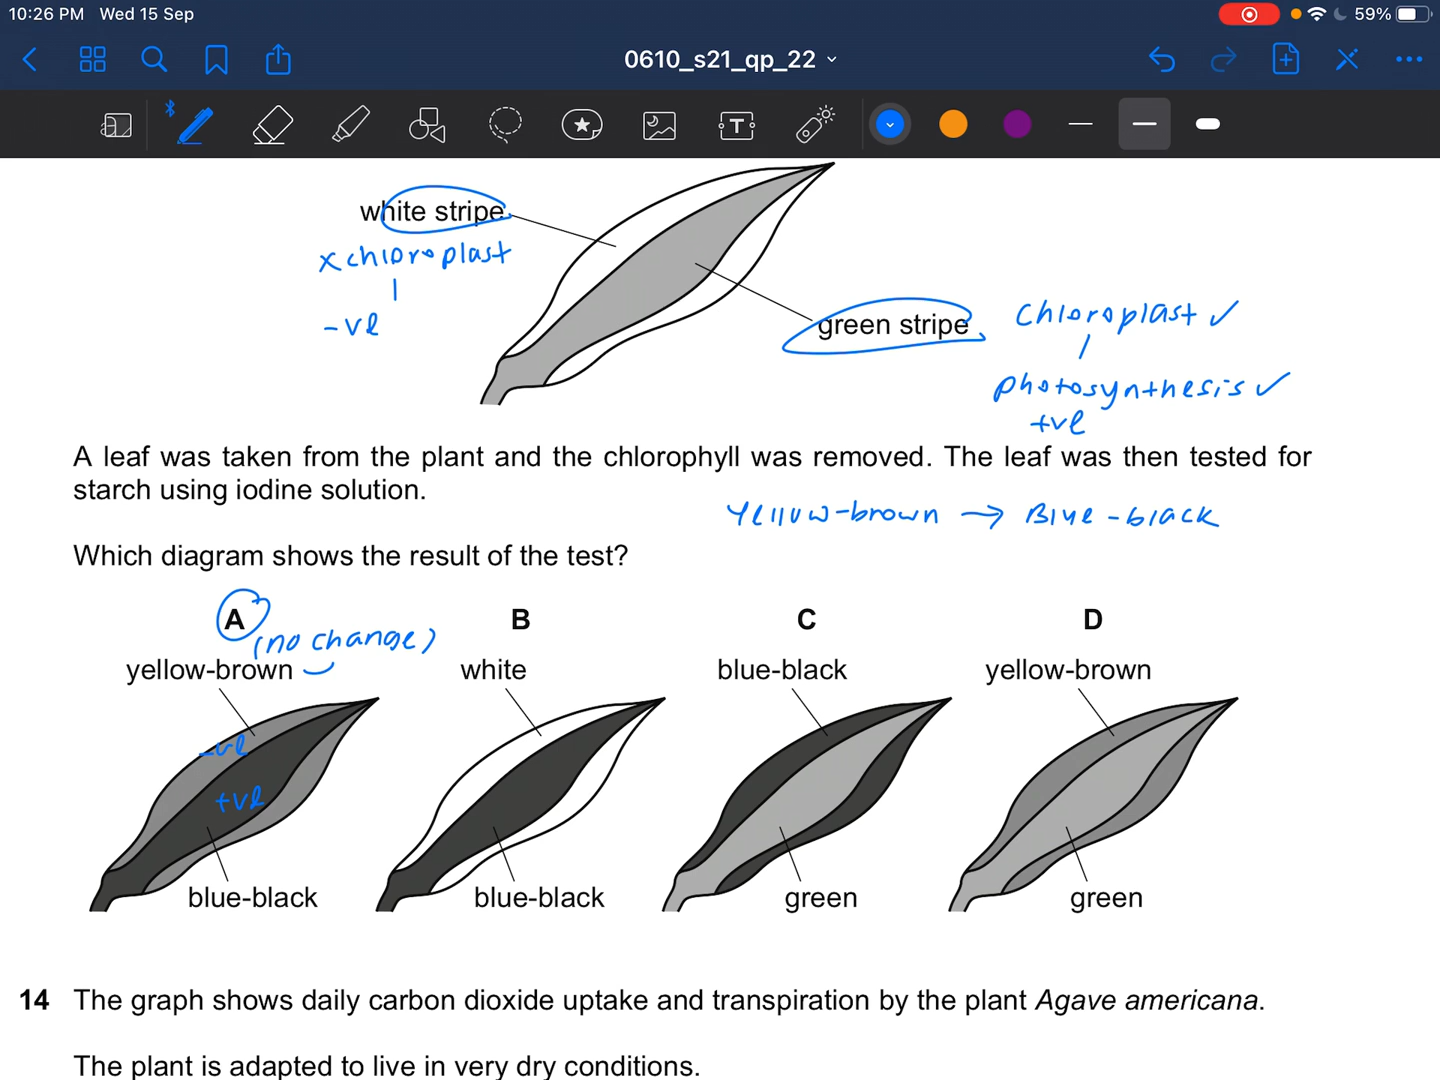 10:26 PM Wed 15 Sep
59%
0610_s21_qp_22
T
white stripe
x chloroplast
-ve
green stripe
chloroplast ✓
photosynthesis ✓
+ve
A leaf was taken from the plant and the chlorophyll was removed. The leaf was then tested for
starch using iodine solution.
Yellow-brown → Blue-black
Which diagram shows the result of the test?
A B C D
(no change)
yellow-brown white blue-black yellow-brown
-ve
+ve
blue-black blue-black green green
14 The graph shows daily carbon dioxide uptake and transpiration by the plant Agave americana.
The plant is adapted to live in very dry conditions.